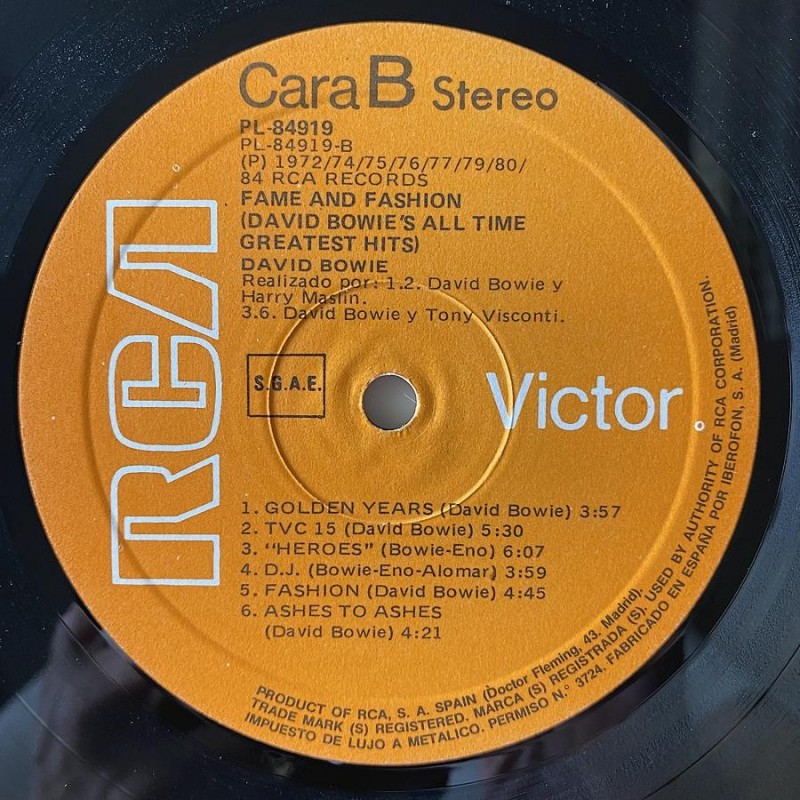 Cara B Stereo
PL-84919
PL-84919-B
(P) 1972/74/75/76/77/79/80/
84 RCA RECORDS
FAME AND FASHION
(DAVID BOWIE'S ALL TIME
GREATEST HITS)
DAVID BOWIE
Realizado por: 1.2. David Bowie y
Harry Maslin.
3.6. David Bowie y Tony Visconti.
RCA
S.G.A.E.
Victor
1. GOLDEN YEARS (David Bowie) 3:57
2. TVC 15 (David Bowie) 5:30
3. "HEROES" (Bowie-Eno) 6:07
4. D.J. (Bowie-Eno-Alomar) 3:59
5. FASHION (David Bowie) 4:45
6. ASHES TO ASHES
(David Bowie) 4:21
PRODUCT OF RCA, S. A. SPAIN (Doctor Fleming, 43. Madrid). USED BY AUTHORITY OF RCA CORPORATION.
TRADE MARK (S) REGISTERED. MARCA (S) REGISTRADA (S). FABRICADO EN ESPAÑA POR IBEROFON, S. A. (Madrid)
IMPUESTO DE LUJO A METALICO. PERMISO N.° 3724.